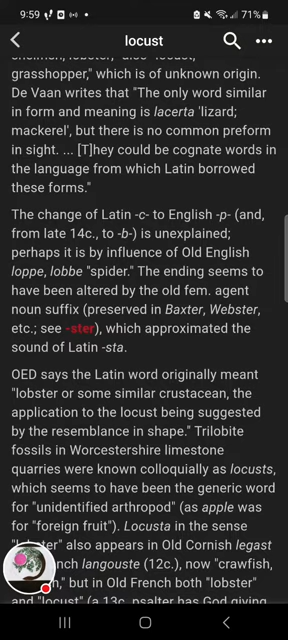 9:59
71%
locust
shellfish, lobster," also "locust,
grasshopper," which is of unknown origin.
De Vaan writes that "The only word similar
in form and meaning is lacerta 'lizard;
mackerel', but there is no common preform
in sight. ... [T]hey could be cognate words in
the language from which Latin borrowed
these forms."
The change of Latin -c- to English -p- (and,
from late 14c., to -b-) is unexplained;
perhaps it is by influence of Old English
loppe, lobbe "spider." The ending seems to
have been altered by the old fem. agent
noun suffix (preserved in Baxter, Webster,
etc.; see -ster), which approximated the
sound of Latin -sta.
OED says the Latin word originally meant
"lobster or some similar crustacean, the
application to the locust being suggested
by the resemblance in shape." Trilobite
fossils in Worcestershire limestone
quarries were known colloquially as locusts,
which seems to have been the generic word
for "unidentified arthropod" (as apple was
for "foreign fruit"). Locusta in the sense
also appears in Old Cornish legast
langouste (12c.), now "crawfish,
but in Old French both "lobster"
and "locust" (a 13c. psalter has God giving